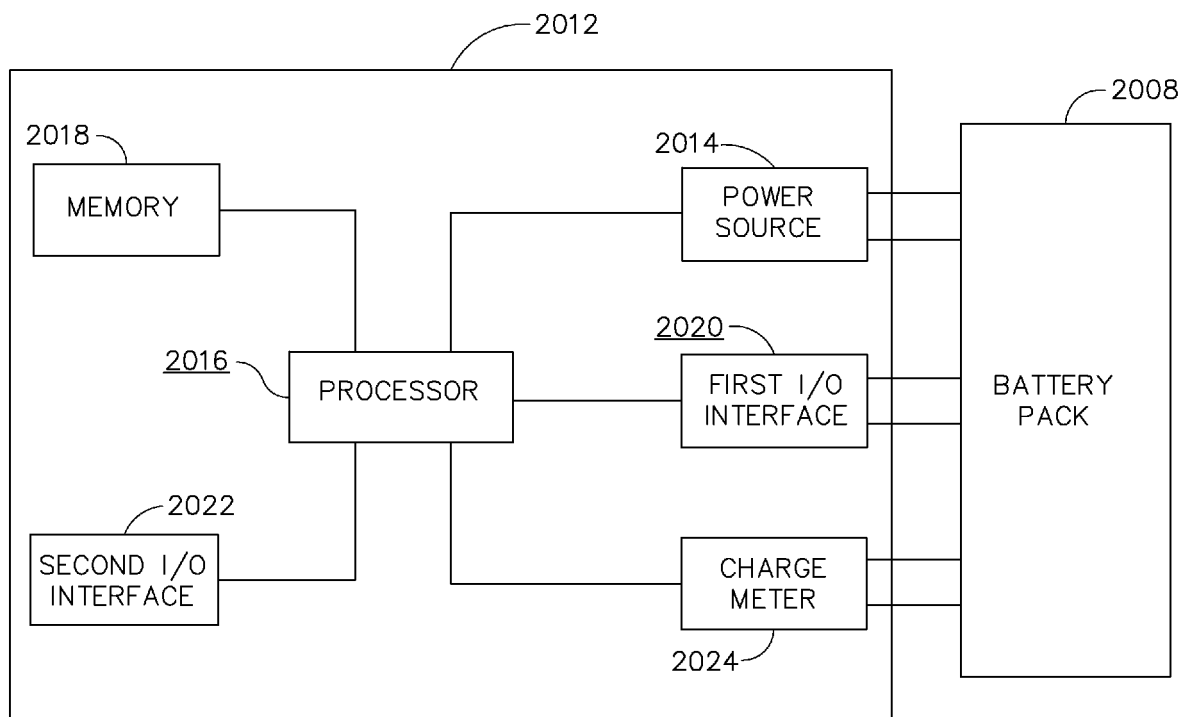 2012
2008
2018
MEMORY
2014
POWER
SOURCE
2016
PROCESSOR
2020
FIRST I/O
INTERFACE
BATTERY
PACK
2022
SECOND I/O
INTERFACE
CHARGE
METER
2024